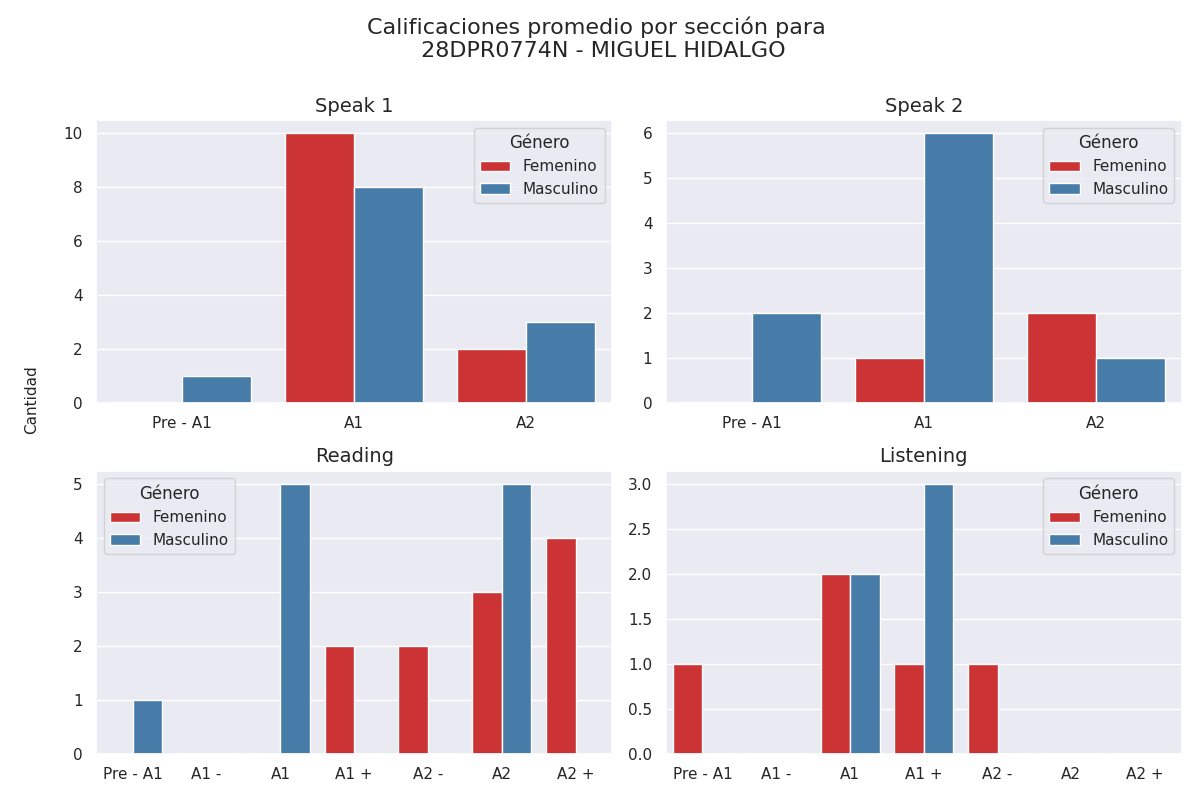 Calificaciones promedio por sección para
28DPR0774N - MIGUEL HIDALGO
Cantidad
Speak 1
10
8
6
4
2
0
Pre - A1 A1 A2
Género
Femenino
Masculino
Speak 2
6
5
4
3
2
1
0
Pre - A1 A1 A2
Género
Femenino
Masculino
Reading
5
4
3
2
1
0
Pre - A1 A1 - A1 A1 + A2 - A2 A2 +
Género
Femenino
Masculino
Listening
3.0
2.5
2.0
1.5
1.0
0.5
0.0
Pre - A1 A1 - A1 A1 + A2 - A2 A2 +
Género
Femenino
Masculino